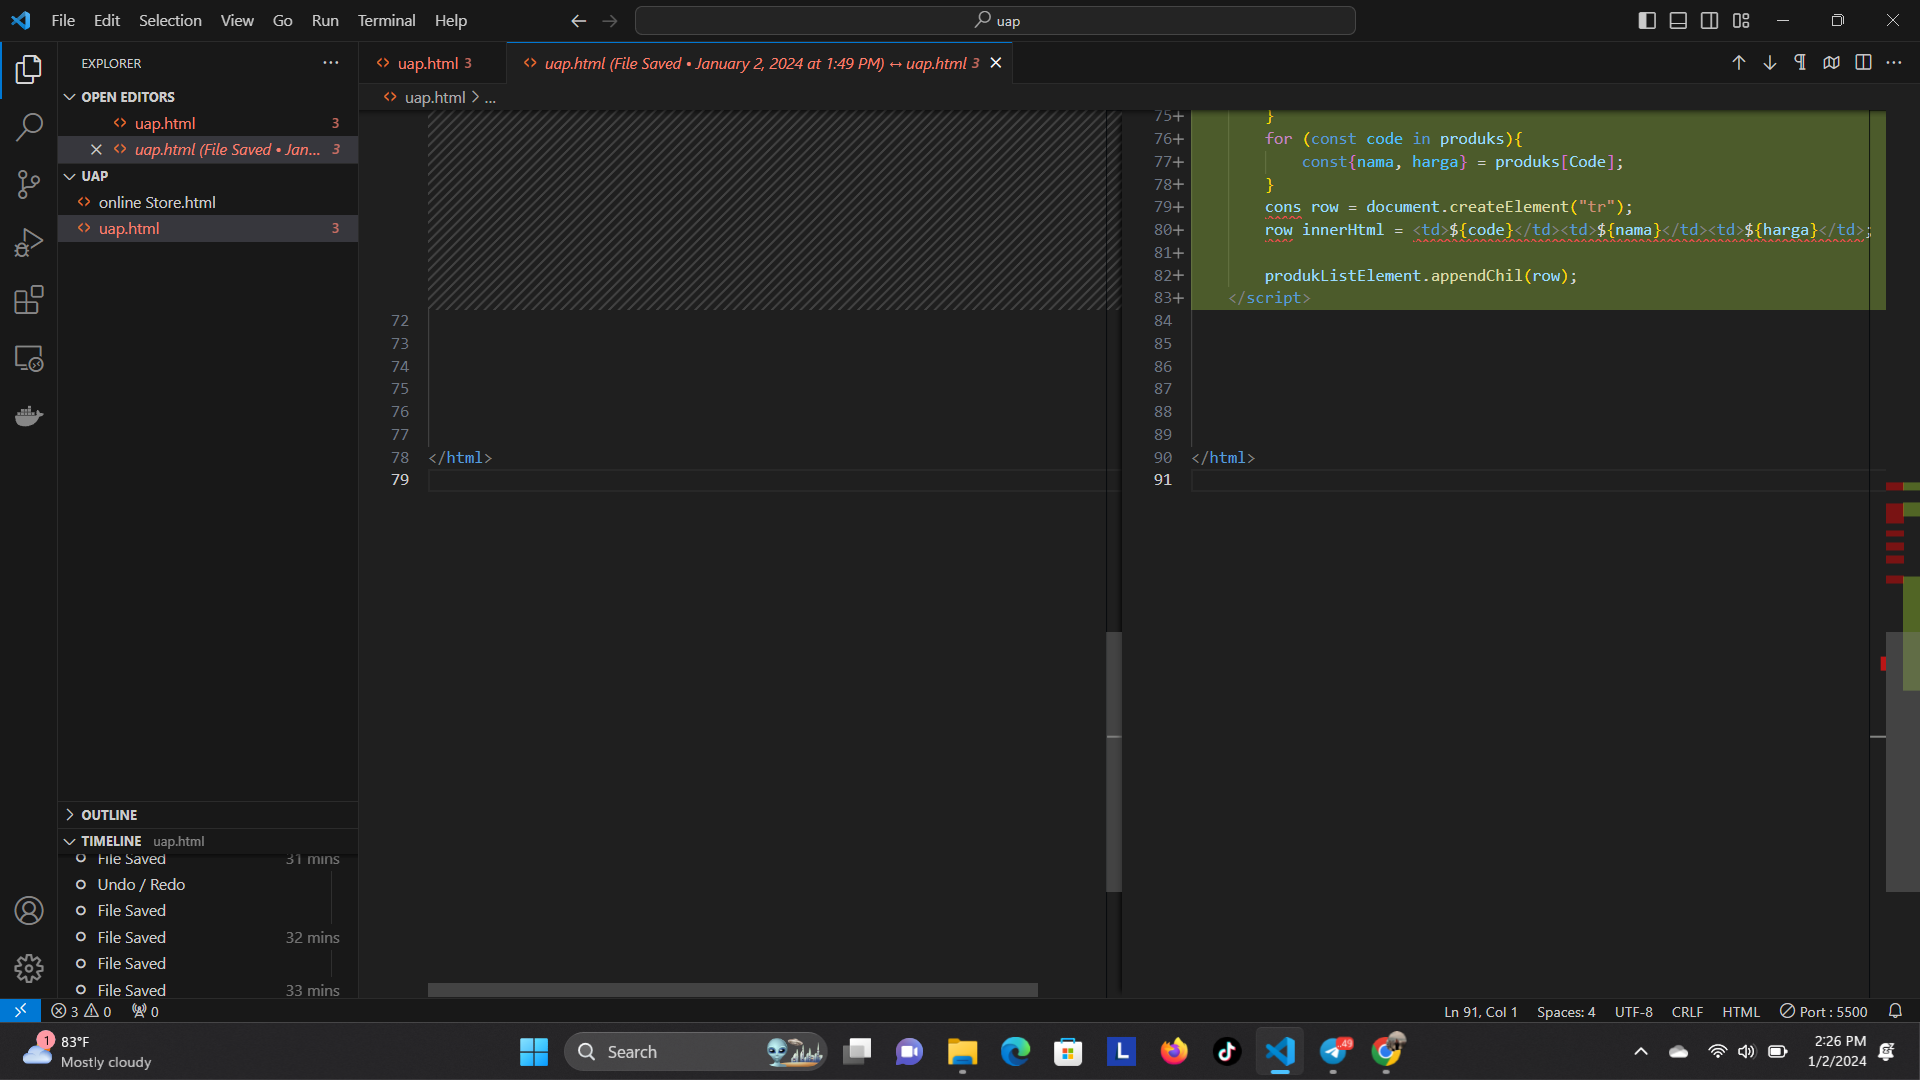 File Edit Selection View Go Run Terminal Help
uap
EXPLORER
OPEN EDITORS
uap.html 3
uap.html (File Saved • Jan... 3
UAP
online Store.html
uap.html 3
OUTLINE
TIMELINE uap.html
File Saved 31 mins
Undo / Redo
File Saved
File Saved 32 mins
File Saved
File Saved 33 mins
uap.html 3
uap.html (File Saved • January 2, 2024 at 1:49 PM) ↔ uap.html 3
uap.html > ...
72
73
74
75
76
77
78 </html>
79
75+ }
76+ for (const code in produks){
77+ const{nama, harga} = produks[Code];
78+ }
79+ cons row = document.createElement("tr");
80+ row innerHtml = <td>${code}</td><td>${nama}</td><td>${harga}</td>;
81+
82+ produkListElement.appendChil(row);
83+ </script>
84
85
86
87
88
89
90 </html>
91
3 0 0
Ln 91, Col 1 Spaces: 4 UTF-8 CRLF HTML Port : 5500
1
83°F
Mostly cloudy
Search
L
49
2:26 PM
1/2/2024